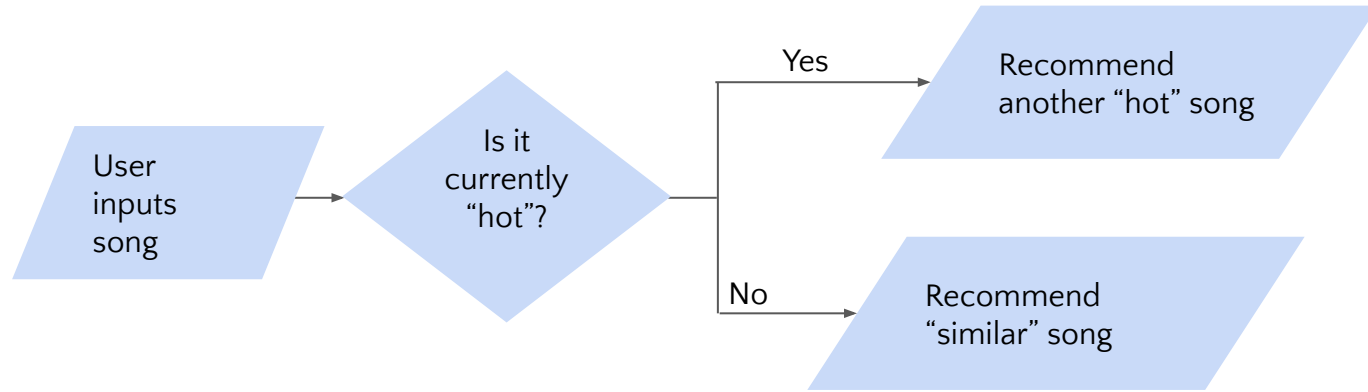 User
inputs
song
Is it
currently
“hot”?
Yes
Recommend
another “hot” song
No
Recommend
“similar” song